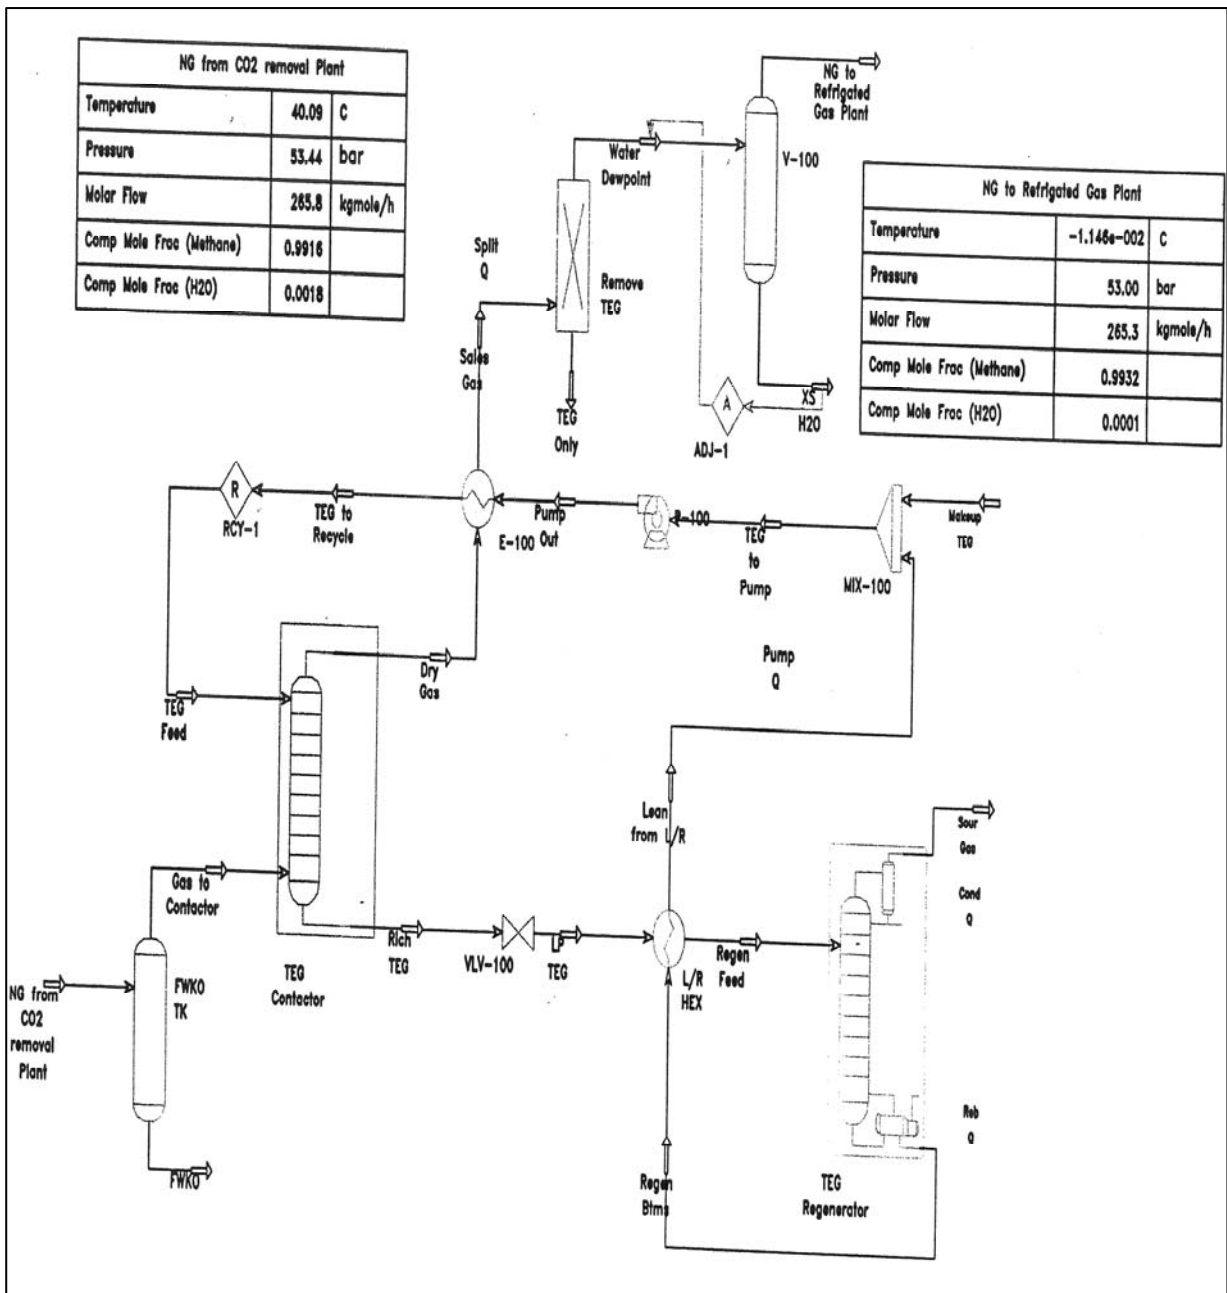 NG from CO2 removal Plant
Temperature 40.09 C
Pressure 53.44 bar
Molar Flow 265.8 kgmole/h
Comp Mole Frac (Methane) 0.9916
Comp Mole Frac (H2O) 0.0018
NG to
Refrigated
Gas Plant
Water
Dewpoint
V-100
NG to Refrigated Gas Plant
Temperature -1.146e-002 C
Pressure 53.00 bar
Molar Flow 265.3 kgmole/h
Comp Mole Frac (Methane) 0.9932
Comp Mole Frac (H2O) 0.0001
Split
Q
Remove
TEG
Sales
Gas
TEG
Only
A
ADJ-1
XS
H2O
R
RCY-1
TEG to
Recycle
E-100
Pump
Out
P-100
TEG
to
Pump
MIX-100
Makeup
TEG
Dry
Gas
Pump
Q
TEG
Feed
Lean
from L/R
Sour
Gas
Cond
Q
Gas to
Contactor
Rich
TEG
VLV-100
LP
TEG
L/R
HEX
Regen
Feed
NG from
CO2
removal
Plant
FWKO
TK
TEG
Contactor
Reb
Q
FWKO
Regen
Btms
TEG
Regenerator